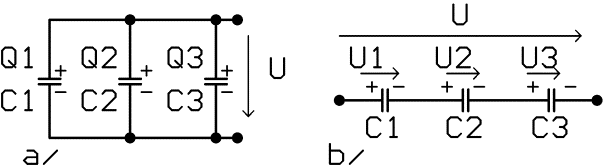 Q1 Q2 Q3
C1 C2 C3
U
a/
U
U1 U2 U3
C1 C2 C3
b/